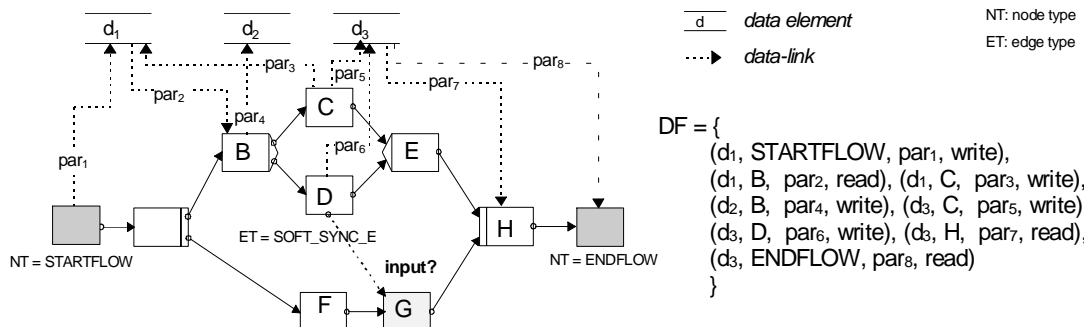 d1
d2
d3
d data element
data-link
NT: node type
ET: edge type
par3
par5
par8
par2
par7
par4
par1
par6
C
B
E
D
H
F
G
NT = STARTFLOW
ET = SOFT_SYNC_E
input?
NT = ENDFLOW
DF = {
(d1, STARTFLOW, par1, write),
(d1, B, par2, read), (d1, C, par3, write),
(d2, B, par4, write), (d3, C, par5, write)
(d3, D, par6, write), (d3, H, par7, read),
(d3, ENDFLOW, par8, read)
}